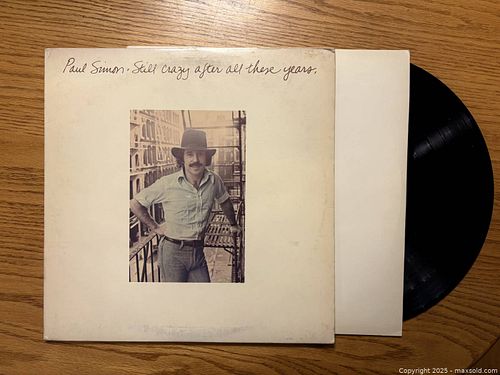 Paul Simon · Still crazy after all these years.
Copyright 2025 - maxsold.com